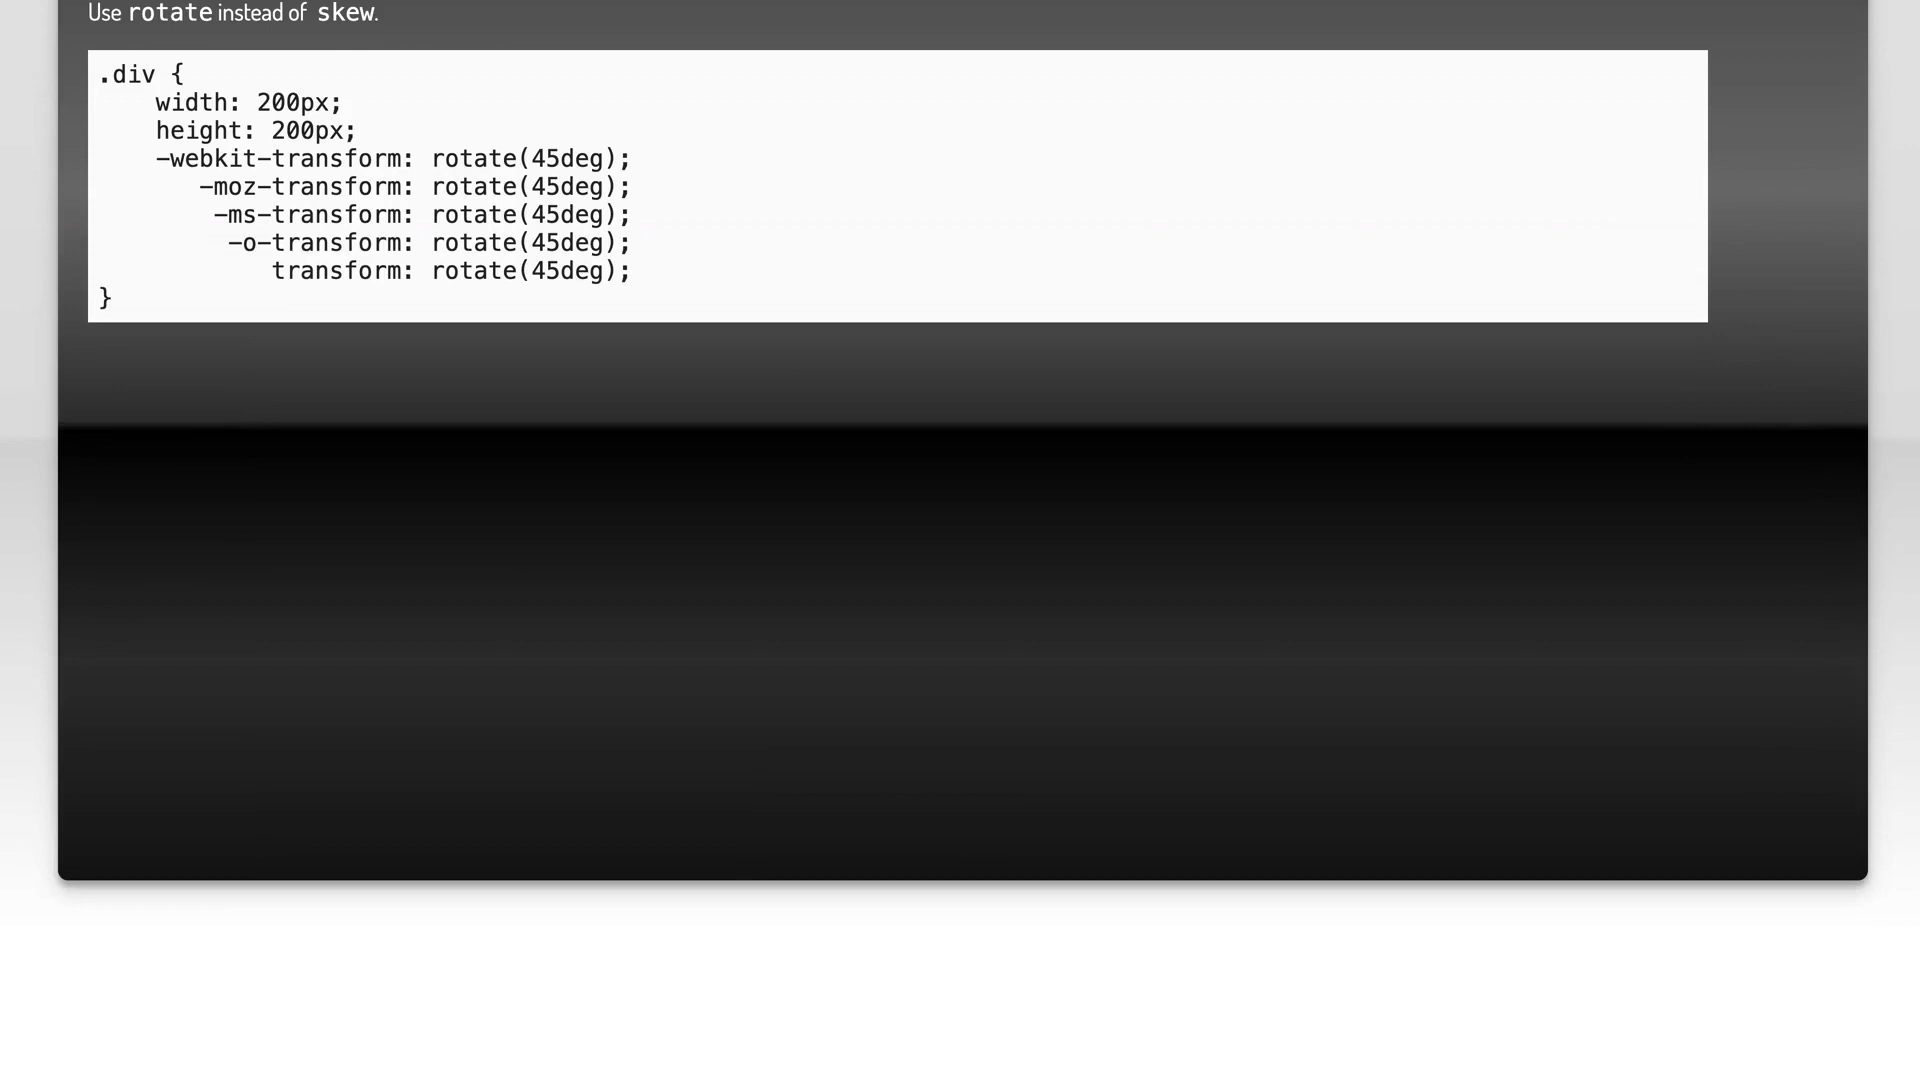 Use rotate instead of skew.
.div {
    width: 200px;
    height: 200px;
    -webkit-transform: rotate(45deg);
       -moz-transform: rotate(45deg);
        -ms-transform: rotate(45deg);
         -o-transform: rotate(45deg);
            transform: rotate(45deg);
}